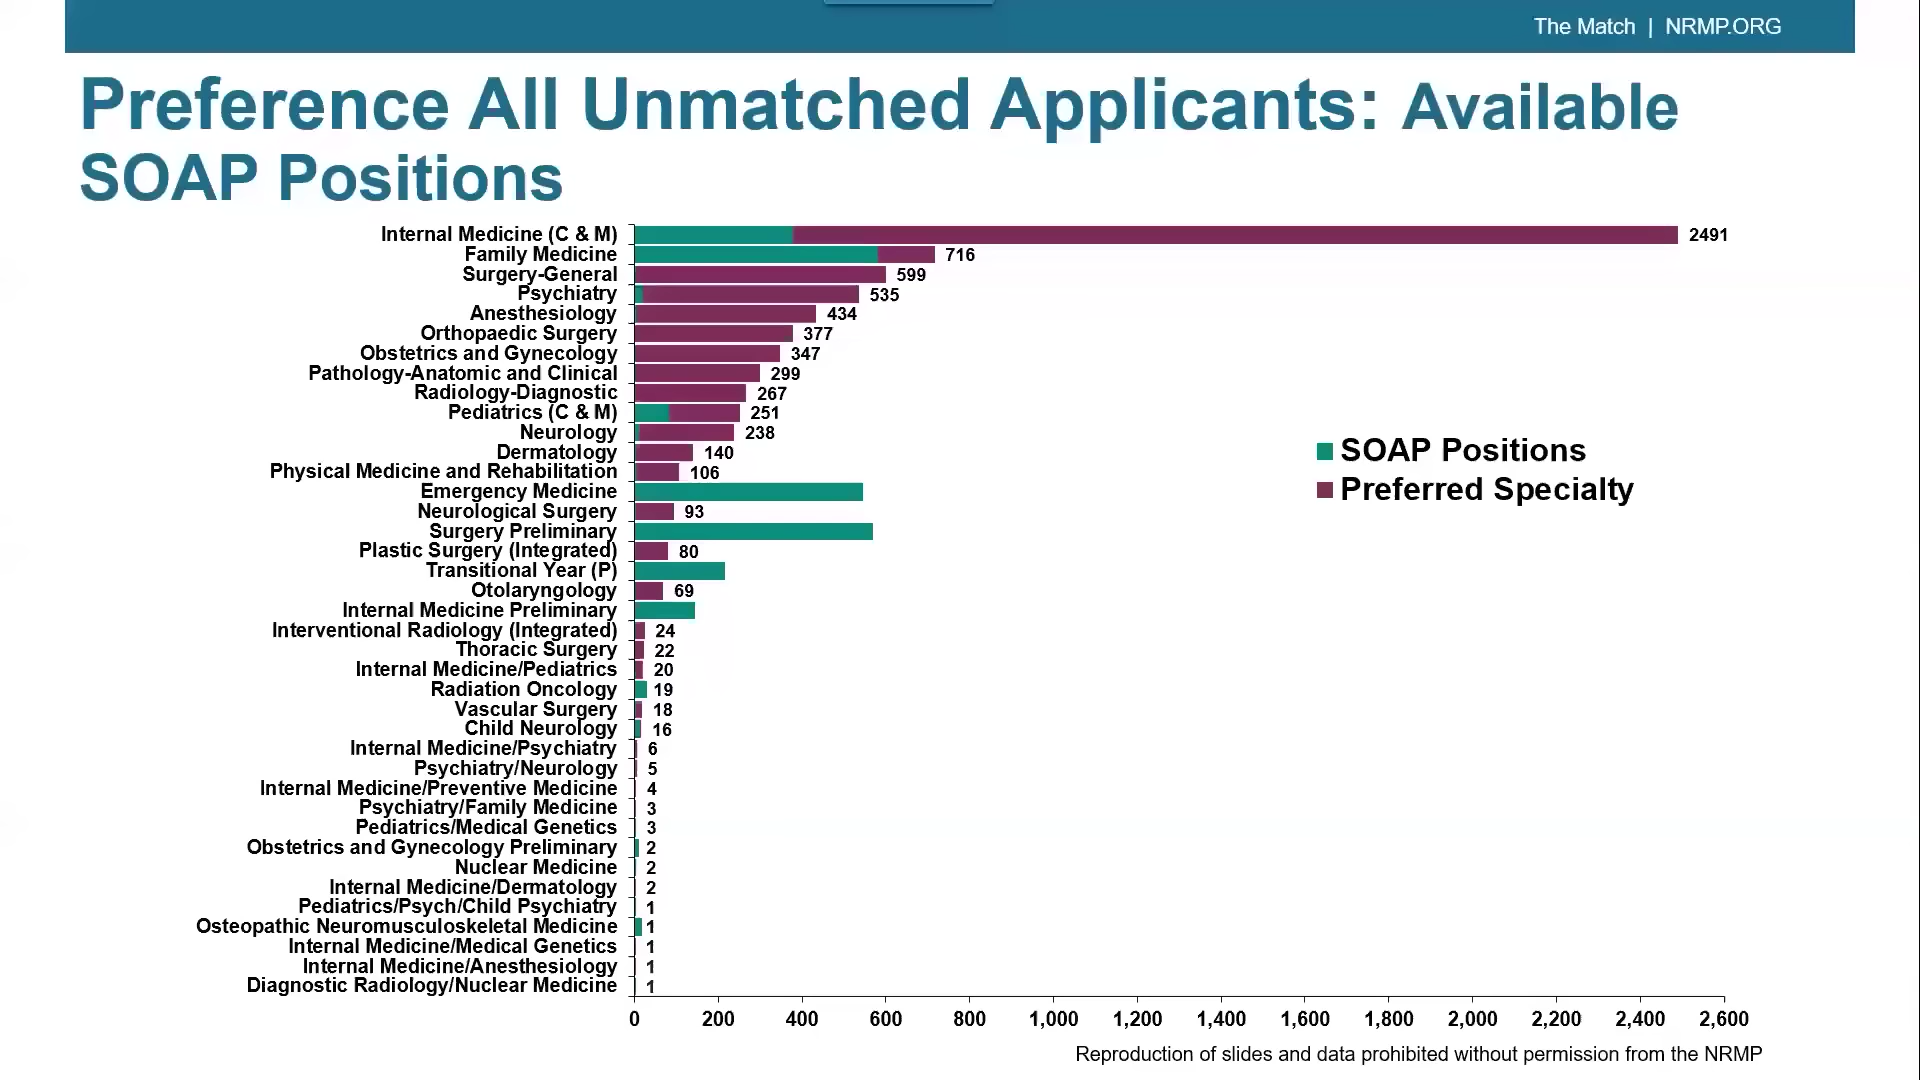 The Match | NRMP.ORG
Preference All Unmatched Applicants: Available
SOAP Positions
Internal Medicine (C & M) 2491
Family Medicine 716
Surgery-General 599
Psychiatry 535
Anesthesiology 434
Orthopaedic Surgery 377
Obstetrics and Gynecology 347
Pathology-Anatomic and Clinical 299
Radiology-Diagnostic 267
Pediatrics (C & M) 251
Neurology 238
Dermatology 140
Physical Medicine and Rehabilitation 106
Emergency Medicine
Neurological Surgery 93
Surgery Preliminary
Plastic Surgery (Integrated) 80
Transitional Year (P)
Otolaryngology 69
Internal Medicine Preliminary
Interventional Radiology (Integrated) 24
Thoracic Surgery 22
Internal Medicine/Pediatrics 20
Radiation Oncology 19
Vascular Surgery 18
Child Neurology 16
Internal Medicine/Psychiatry 6
Psychiatry/Neurology 5
Internal Medicine/Preventive Medicine 4
Psychiatry/Family Medicine 3
Pediatrics/Medical Genetics 3
Obstetrics and Gynecology Preliminary 2
Nuclear Medicine 2
Internal Medicine/Dermatology 2
Pediatrics/Psych/Child Psychiatry 1
Osteopathic Neuromusculoskeletal Medicine 1
Internal Medicine/Medical Genetics 1
Internal Medicine/Anesthesiology 1
Diagnostic Radiology/Nuclear Medicine 1
0 200 400 600 800 1,000 1,200 1,400 1,600 1,800 2,000 2,200 2,400 2,600
SOAP Positions
Preferred Specialty
Reproduction of slides and data prohibited without permission from the NRMP